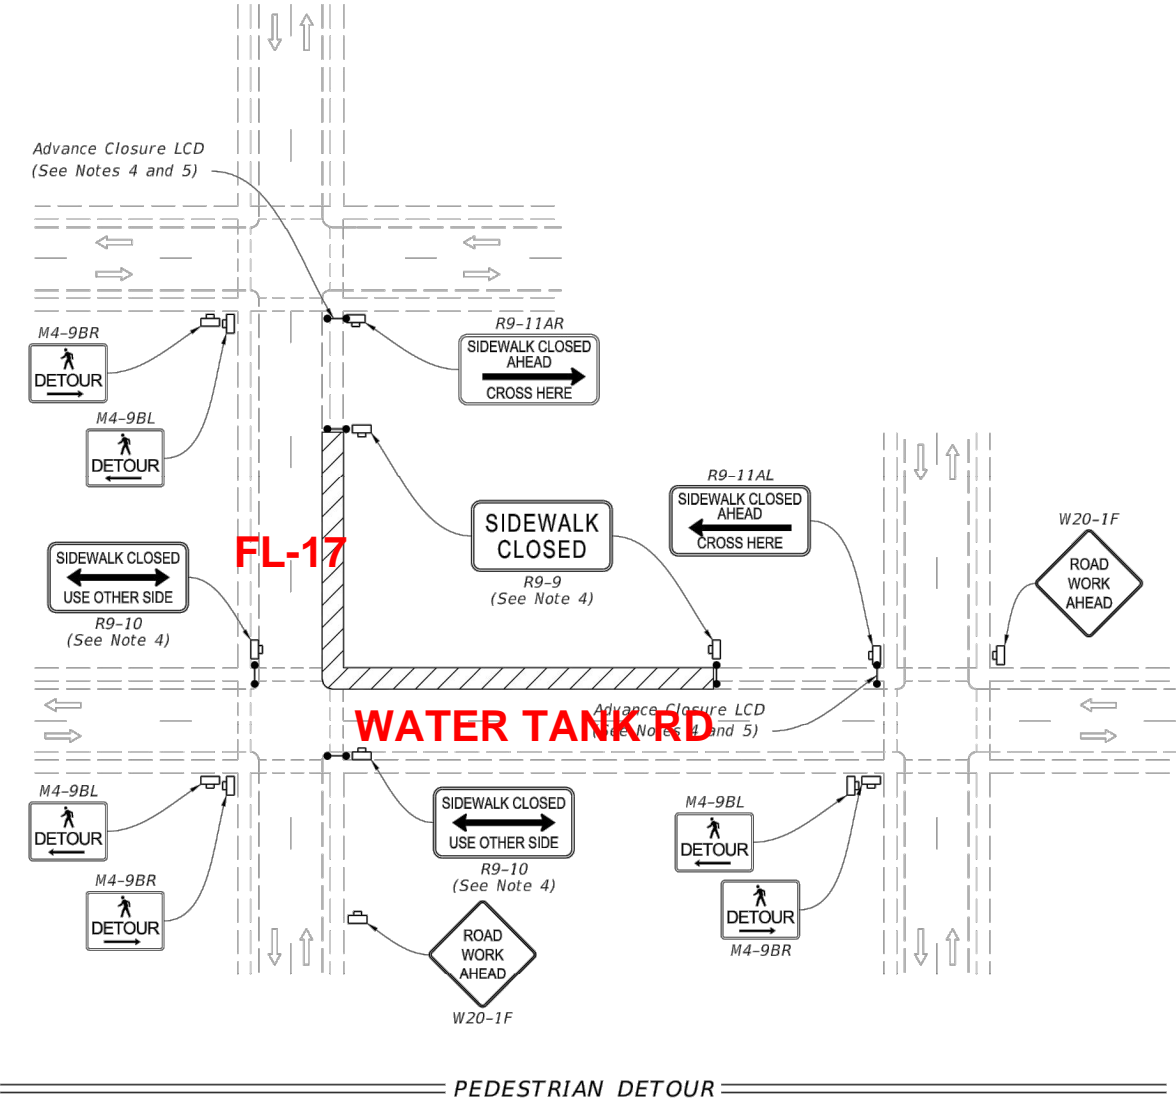 Advance Closure LCD
(See Notes 4 and 5)
M4-9BR
DETOUR
M4-9BL
DETOUR
R9-11AR
SIDEWALK CLOSED
AHEAD
CROSS HERE
SIDEWALK
CLOSED
R9-9
(See Note 4)
R9-11AL
SIDEWALK CLOSED
AHEAD
CROSS HERE
W20-1F
ROAD
WORK
AHEAD
FL-17
SIDEWALK CLOSED
USE OTHER SIDE
R9-10
(See Note 4)
Advance Closure LCD
(See Notes 4 and 5)
WATER TANK RD
M4-9BL
DETOUR
M4-9BR
DETOUR
SIDEWALK CLOSED
USE OTHER SIDE
R9-10
(See Note 4)
M4-9BL
DETOUR
DETOUR
M4-9BR
ROAD
WORK
AHEAD
W20-1F
PEDESTRIAN DETOUR